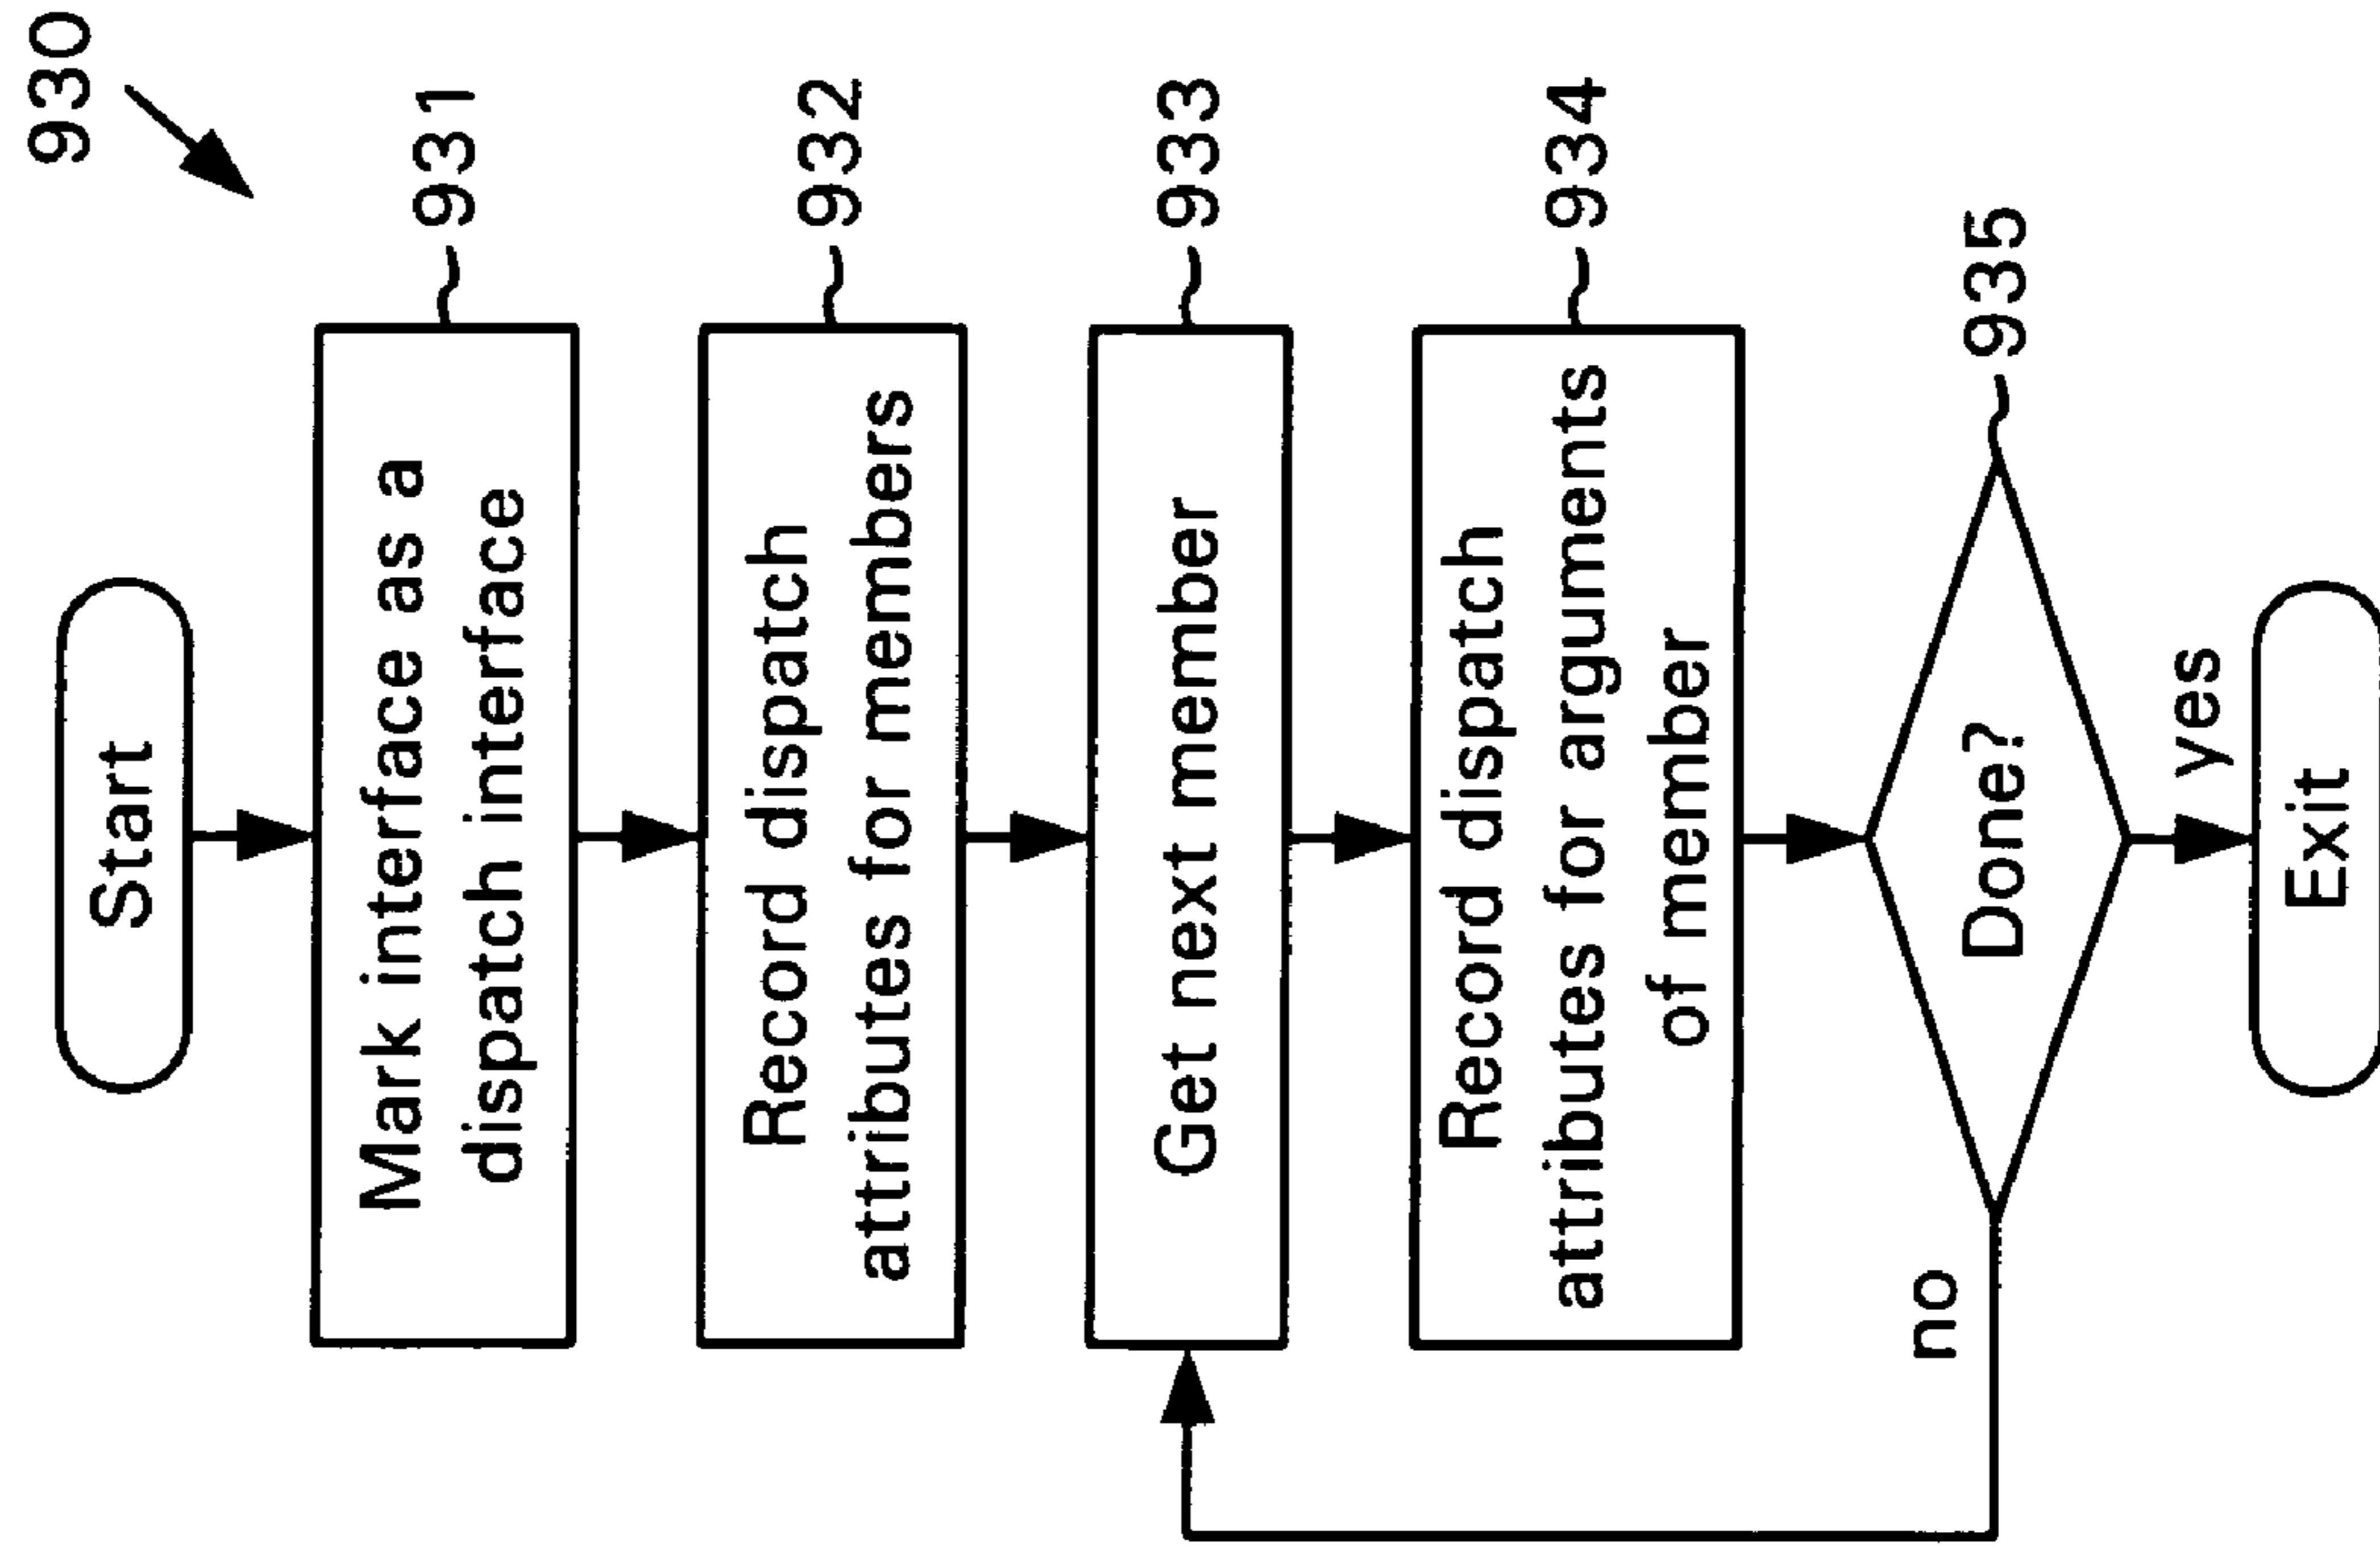 930
Start
Mark interface as a
dispatch interface
931
Record dispatch
attributes for members
932
Get next member
933
Record dispatch
attributes for arguments
of member
934
Done?
935
no
yes
Exit